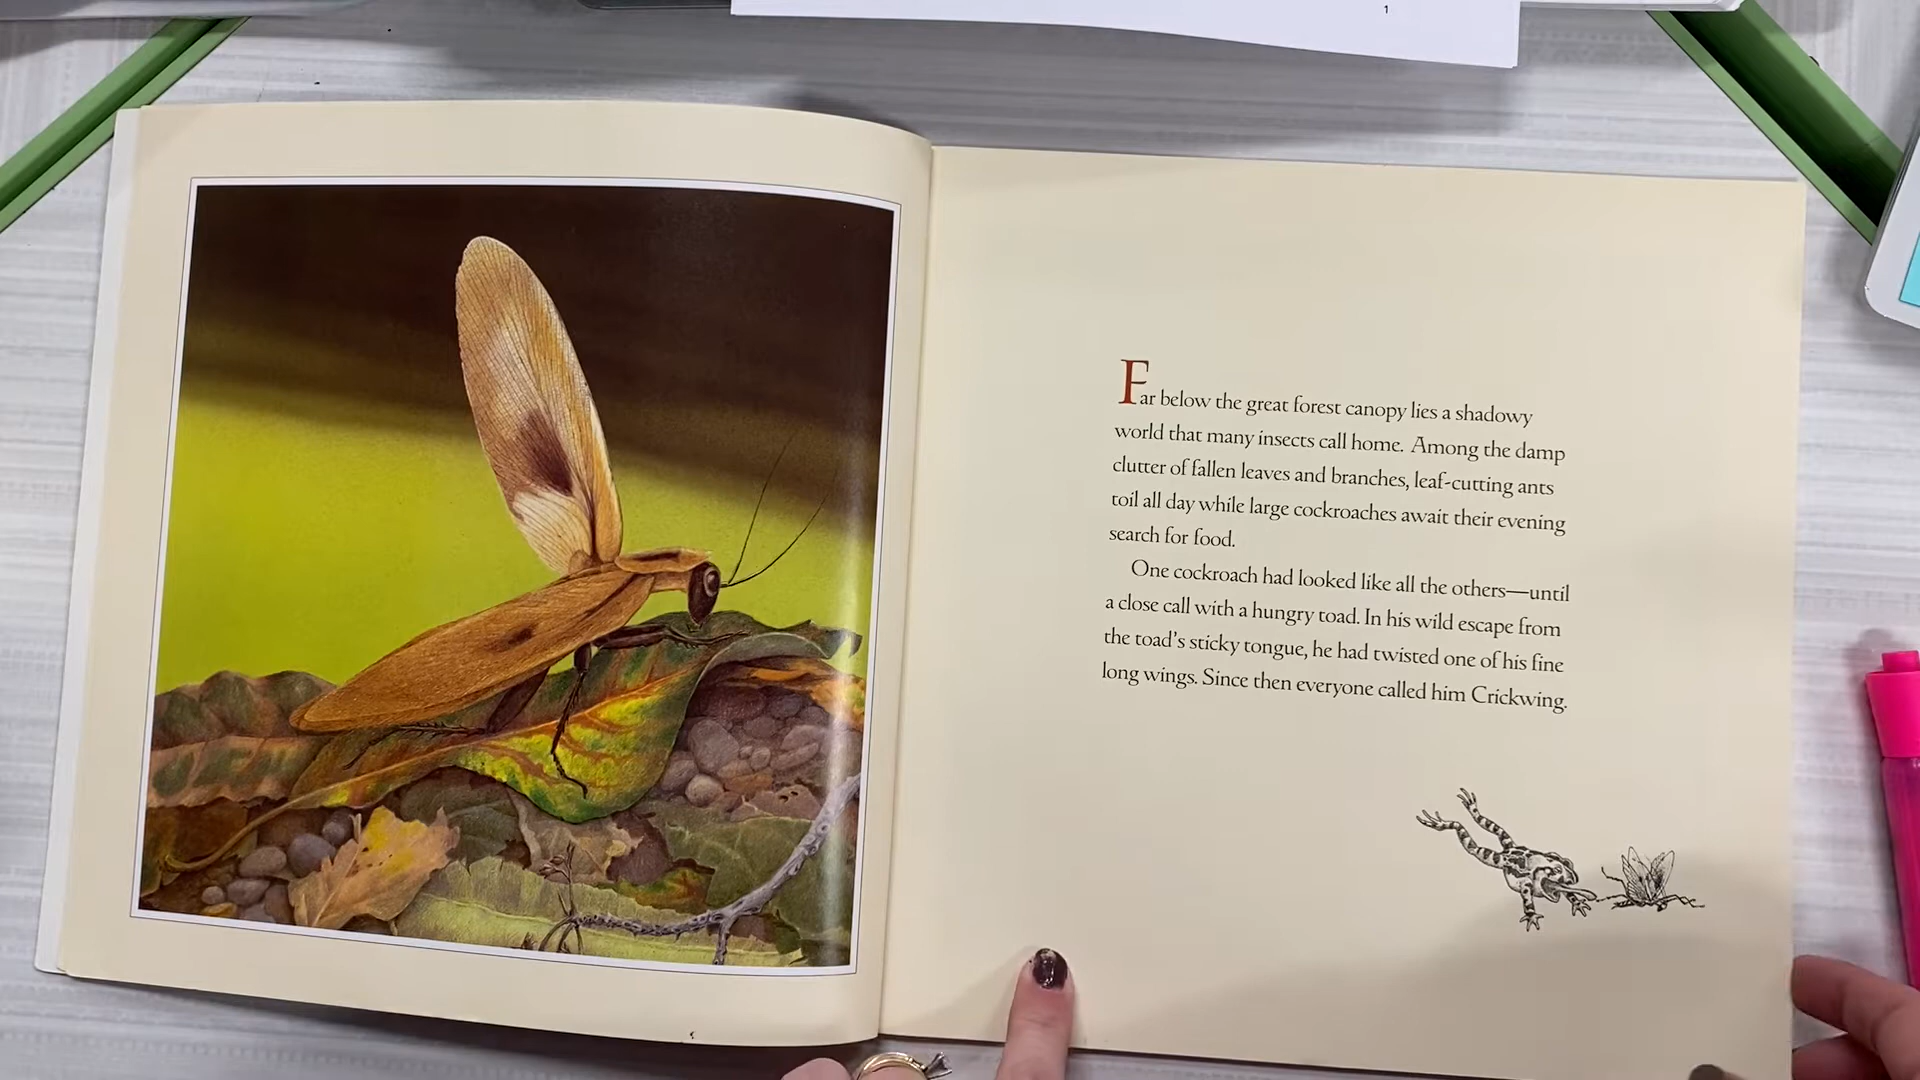 1
Far below the great forest canopy lies a shadowy
world that many insects call home. Among the damp
clutter of fallen leaves and branches, leaf-cutting ants
toil all day while large cockroaches await their evening
search for food.
One cockroach had looked like all the others—until
a close call with a hungry toad. In his wild escape from
the toad's sticky tongue, he had twisted one of his fine
long wings. Since then everyone called him Crickwing.